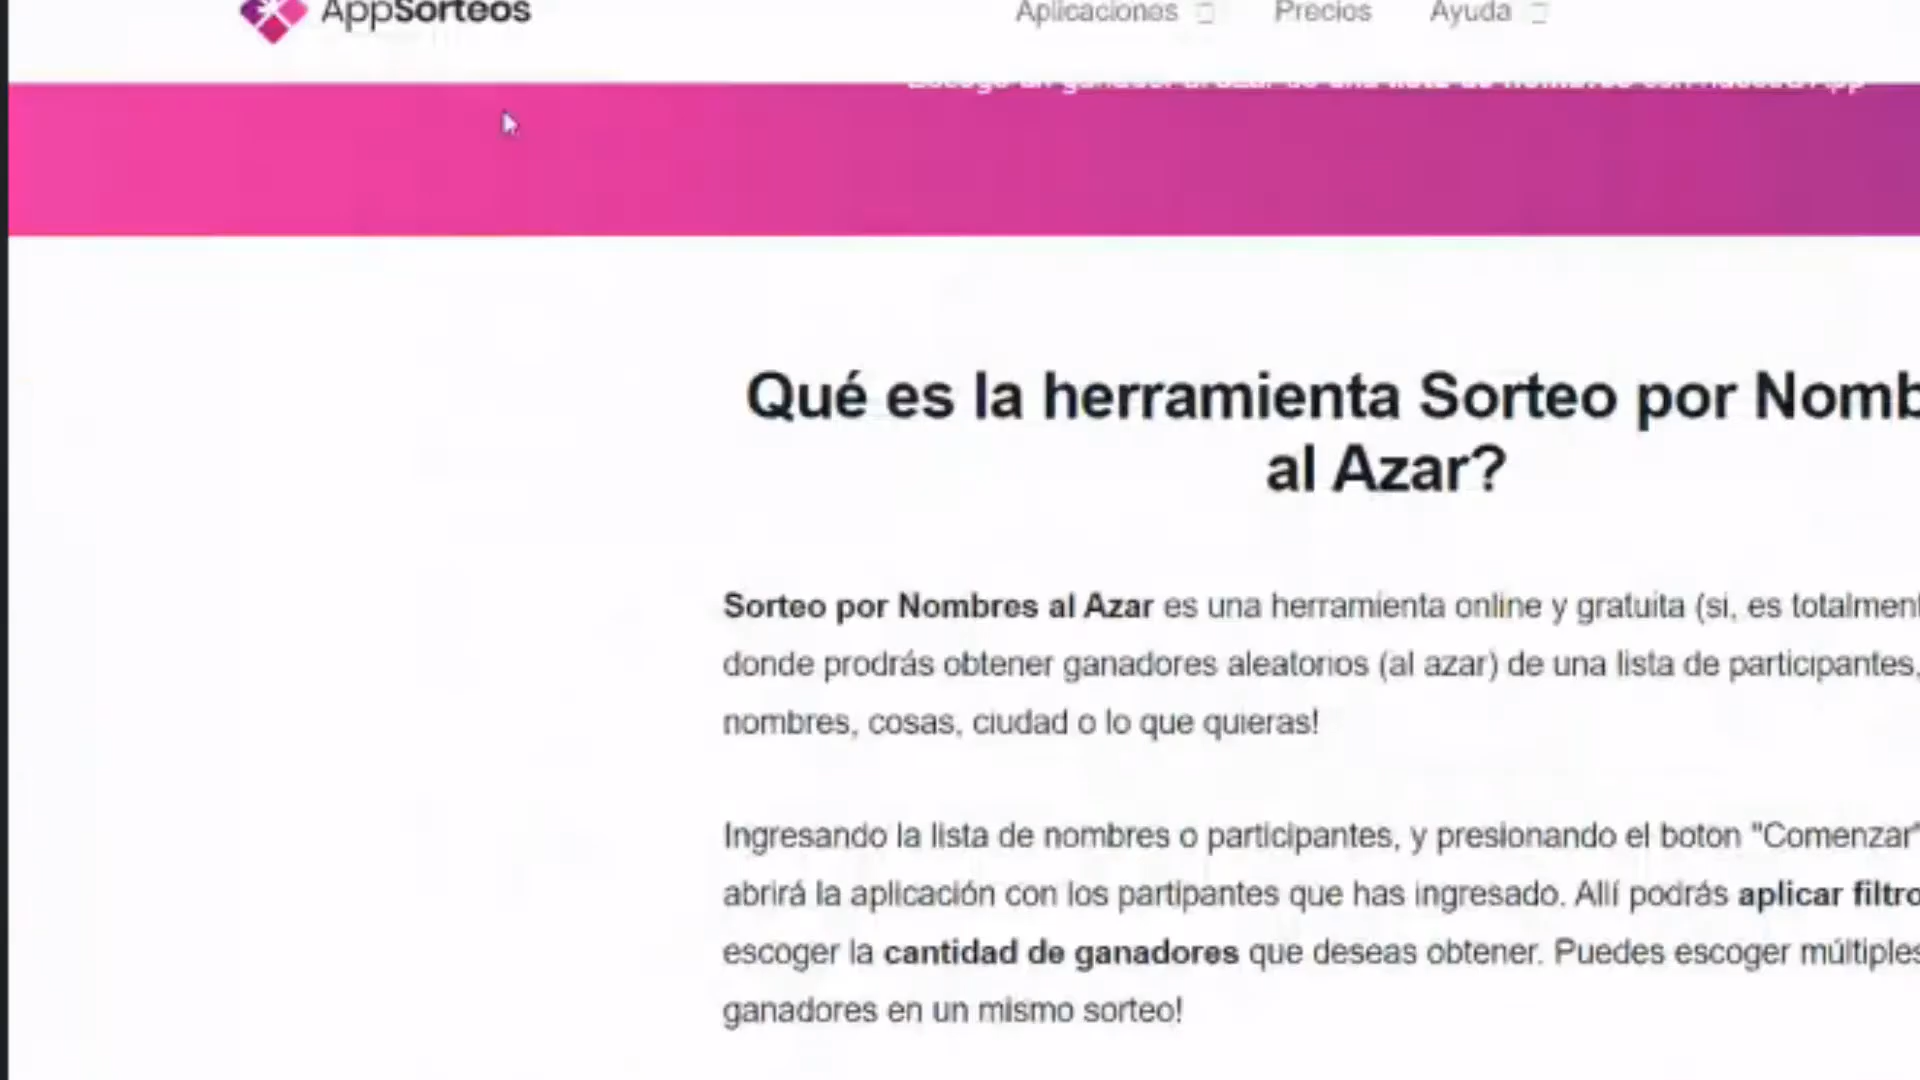 AppSorteos
Aplicaciones Precios Ayuda
Qué es la herramienta Sorteo por
al Azar?
Sorteo por Nombres al Azar es una herramienta online y gratuita (si, es
donde prodrás obtener ganadores aleatorios (al azar) de una lista de participantes,
nombres, cosas, ciudad o lo que quieras!
Ingresando la lista de nombres o participantes, y presionando el boton "Comenzar"
abrirá la aplicación con los partipantes que has ingresado. Allí podrás aplicar
escoger la cantidad de ganadores que deseas obtener. Puedes escoger múltiples
ganadores en un mismo sorteo!